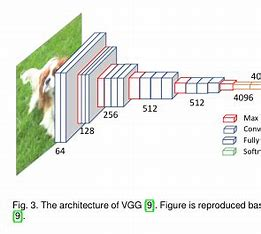 40
4096
512
512
256
128
64
Max
Conv
Fully
Softm
Fig. 3. The architecture of VGG [9]. Figure is reproduced bas
[9].